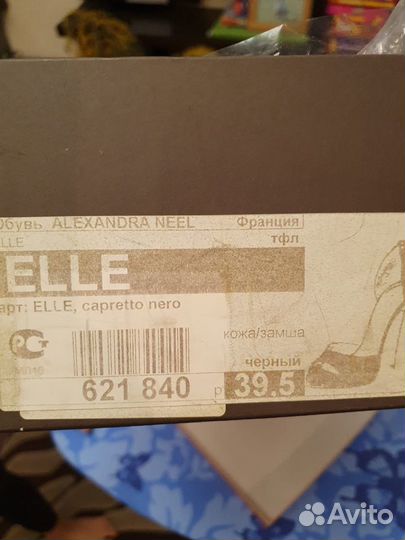 Обувь ALEXANDRA NEEL Франция
ELLE тфл
ELLE
арт: ELLE, capretto nero
кожа/замша
РСТ
черный
621 840 р 39.5
Avito